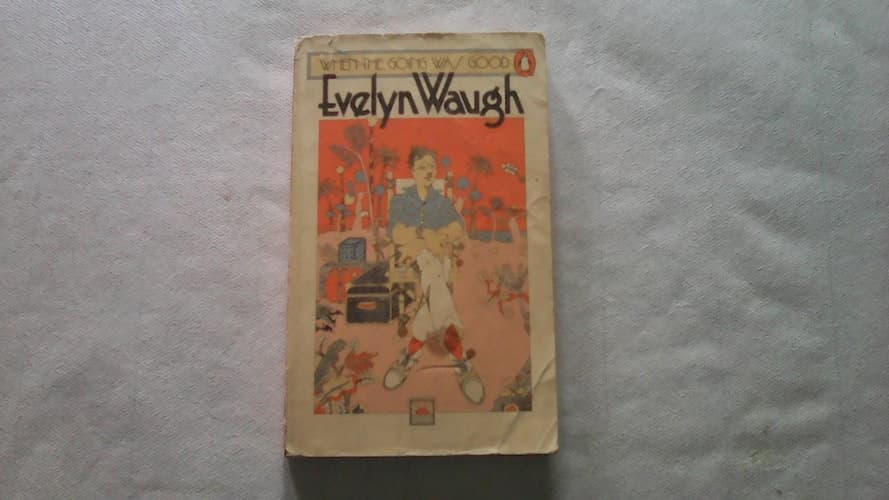 WHEN THE GOING WAS GOOD
Evelyn Waugh